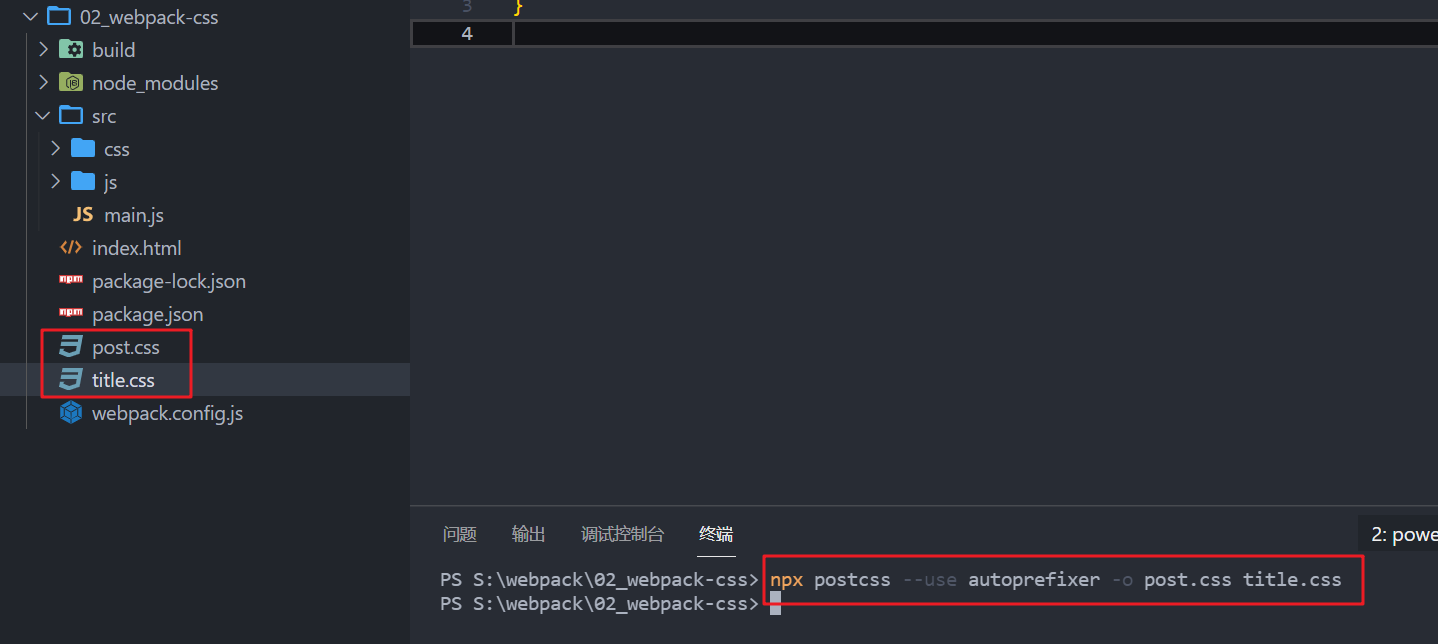 02_webpack-css
build
node_modules
src
css
js
JS main.js
index.html
package-lock.json
package.json
post.css
title.css
webpack.config.js
3 }
4
问题 输出 调试控制台 终端 2: powe
PS S:\webpack\02_webpack-css> npx postcss --use autoprefixer -o post.css title.css
PS S:\webpack\02_webpack-css>